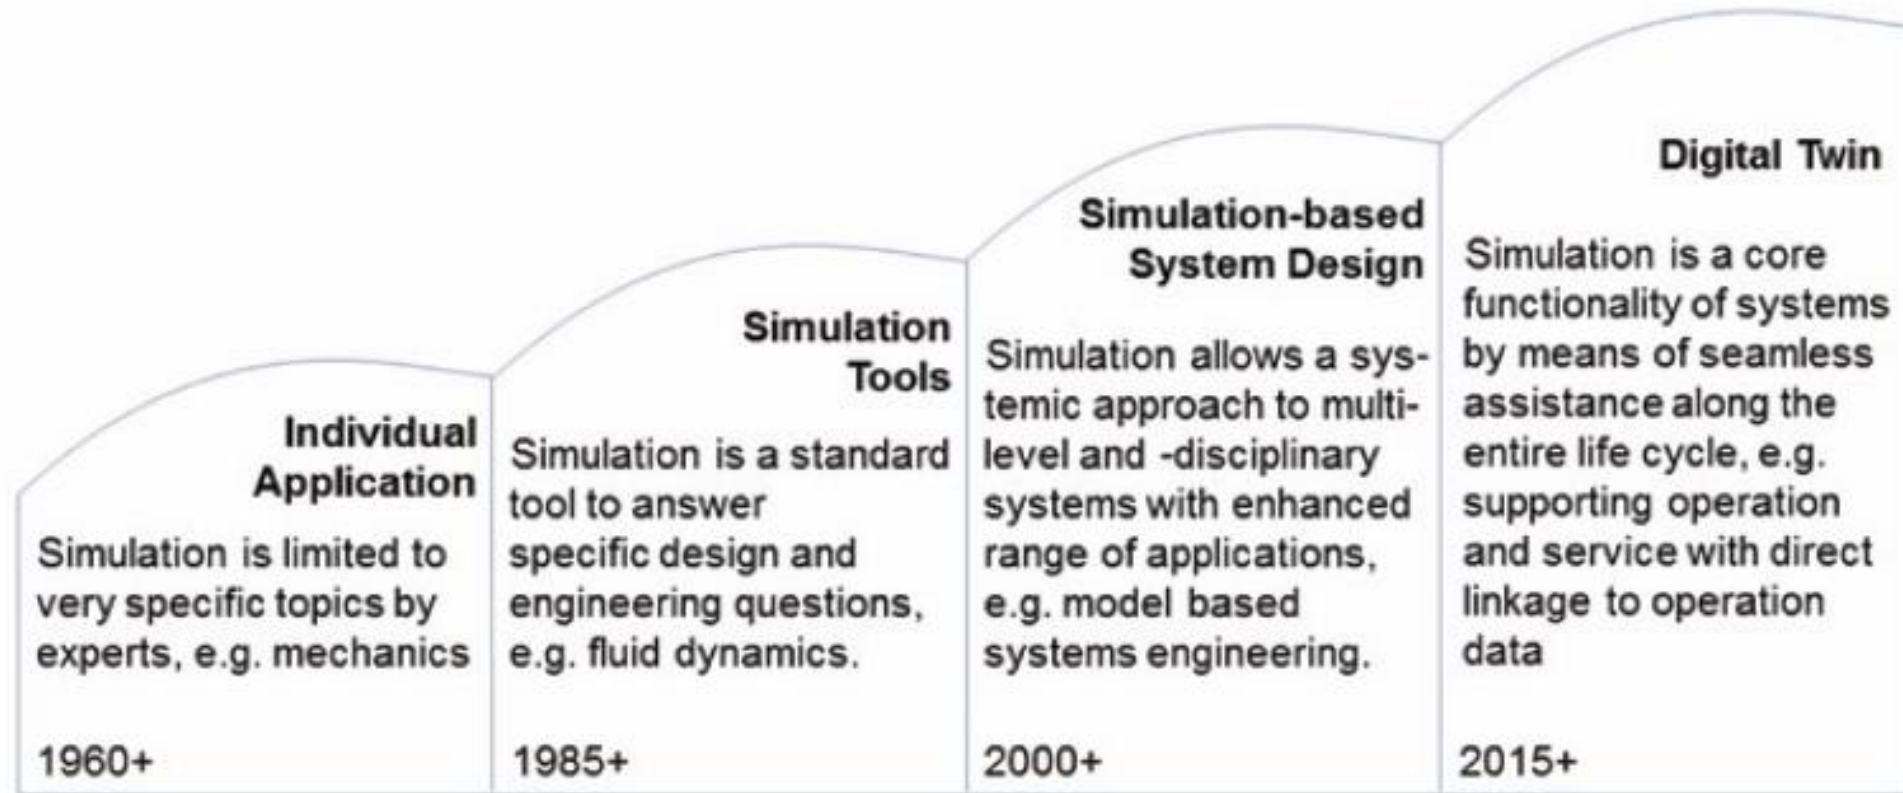 Individual
Application
Simulation is limited to
very specific topics by
experts, e.g. mechanics
1960+
Simulation
Tools
Simulation is a standard
tool to answer
specific design and
engineering questions,
e.g. fluid dynamics.
1985+
Simulation-based
System Design
Simulation allows a sys-
temic approach to multi-
level and -disciplinary
systems with enhanced
range of applications,
e.g. model based
systems engineering.
2000+
Digital Twin
Simulation is a core
functionality of systems
by means of seamless
assistance along the
entire life cycle, e.g.
supporting operation
and service with direct
linkage to operation
data
2015+